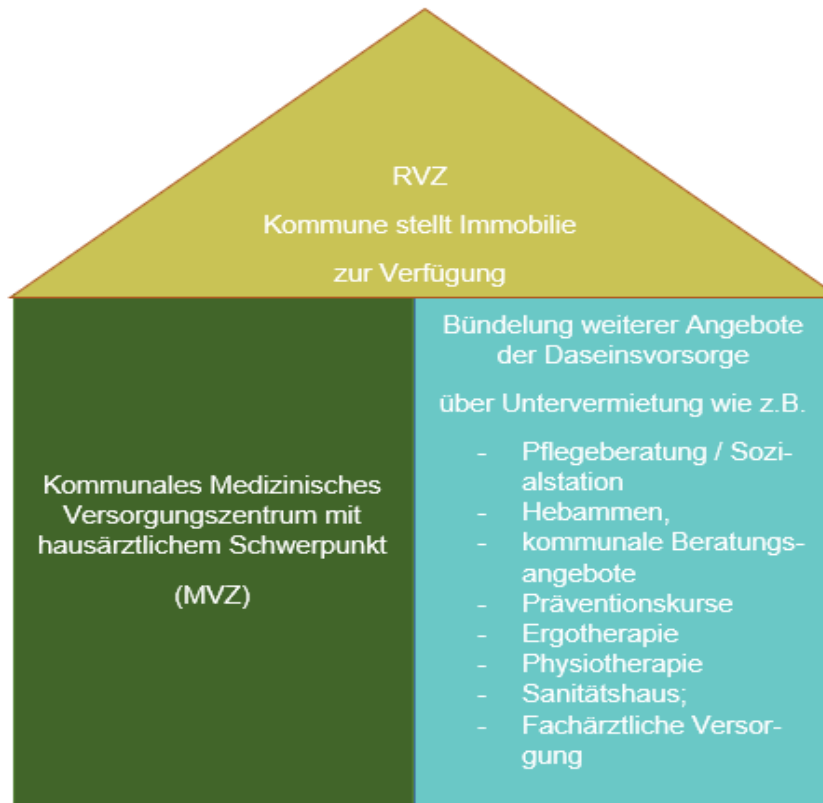 RVZ
Kommune stellt Immobilie
zur Verfügung
Kommunales Medizinisches
Versorgungszentrum mit
hausärztlichem Schwerpunkt
(MVZ)
Bündelung weiterer Angebote
der Daseinsvorsorge
über Untervermietung wie z.B.
- Pflegeberatung / Sozi-
alstation
- Hebammen,
- kommunale Beratungs-
angebote
- Präventionskurse
- Ergotherapie
- Physiotherapie
- Sanitätshaus;
- Fachärztliche Versor-
gung